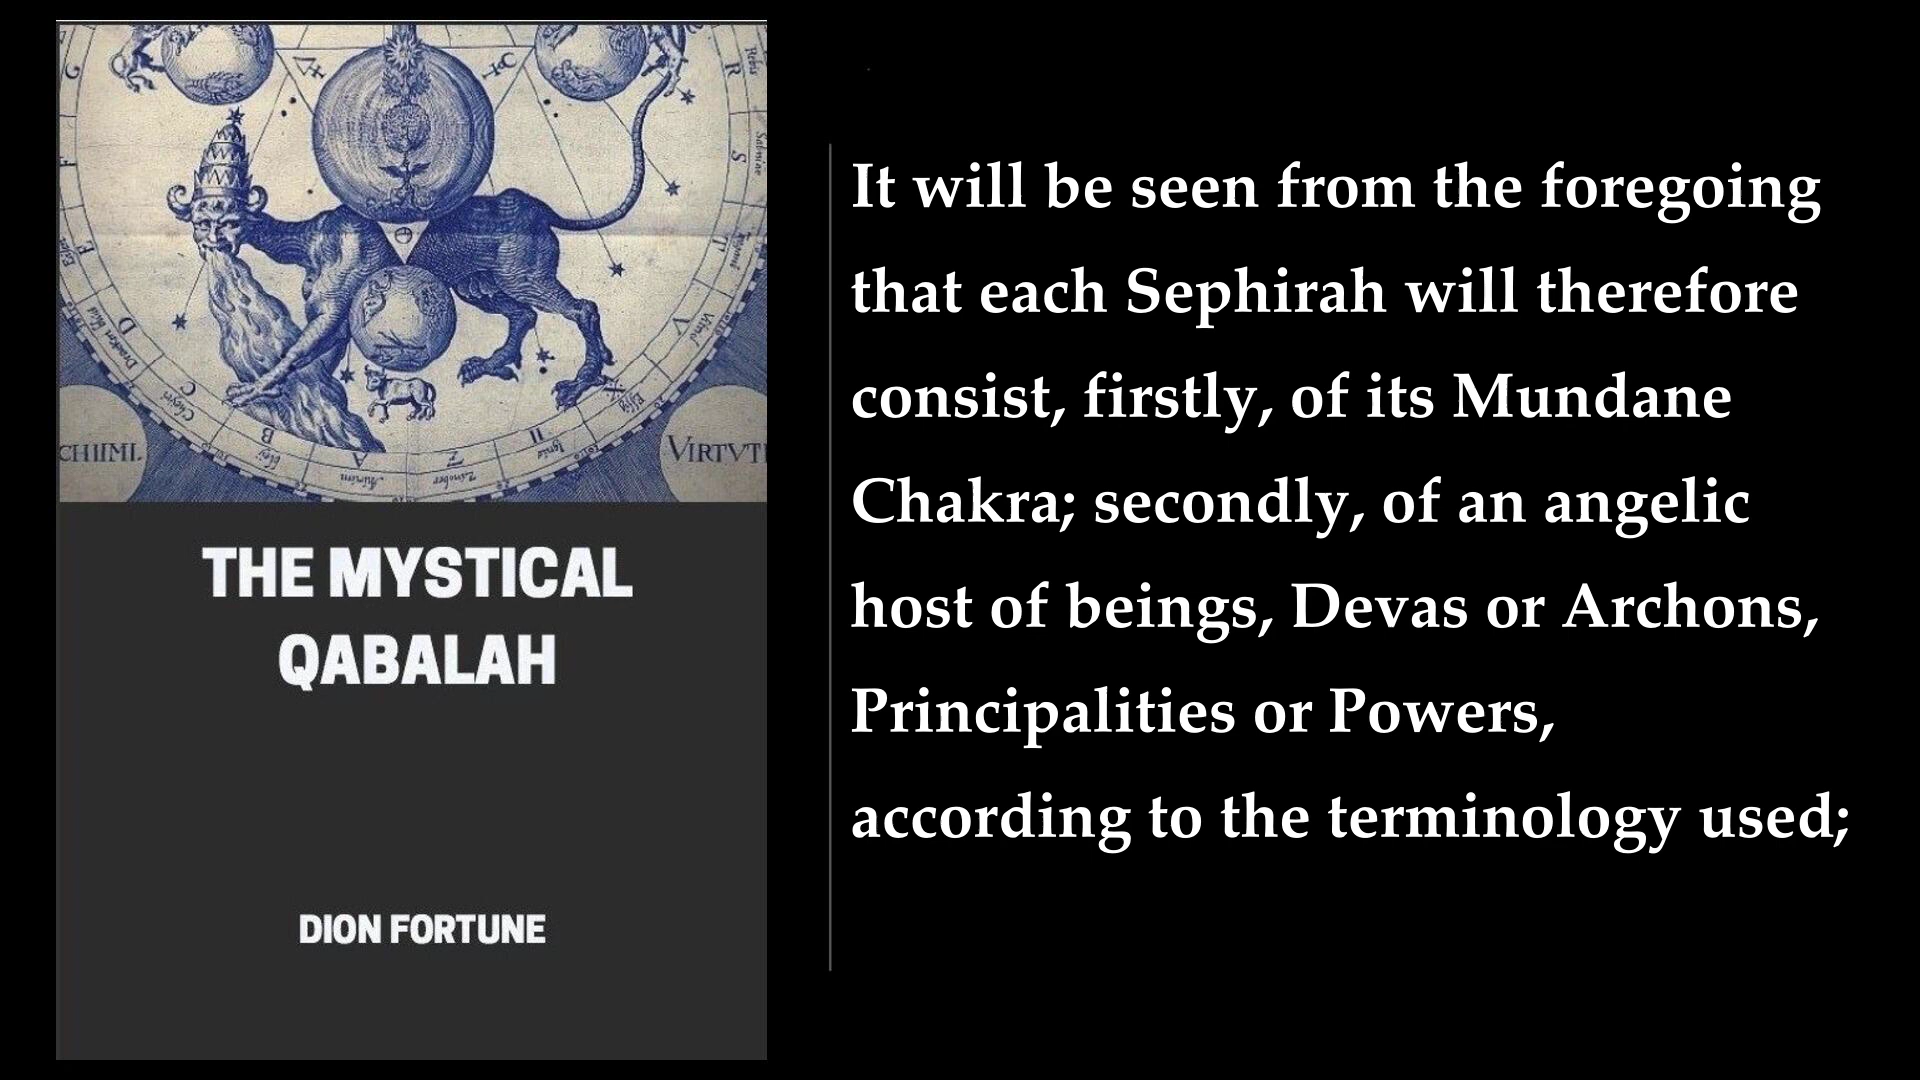 THE MYSTICAL
QABALAH
DION FORTUNE
CHIIMI.
VIRTVTI
It will be seen from the foregoing
that each Sephirah will therefore
consist, firstly, of its Mundane
Chakra; secondly, of an angelic
host of beings, Devas or Archons,
Principalities or Powers,
according to the terminology used;